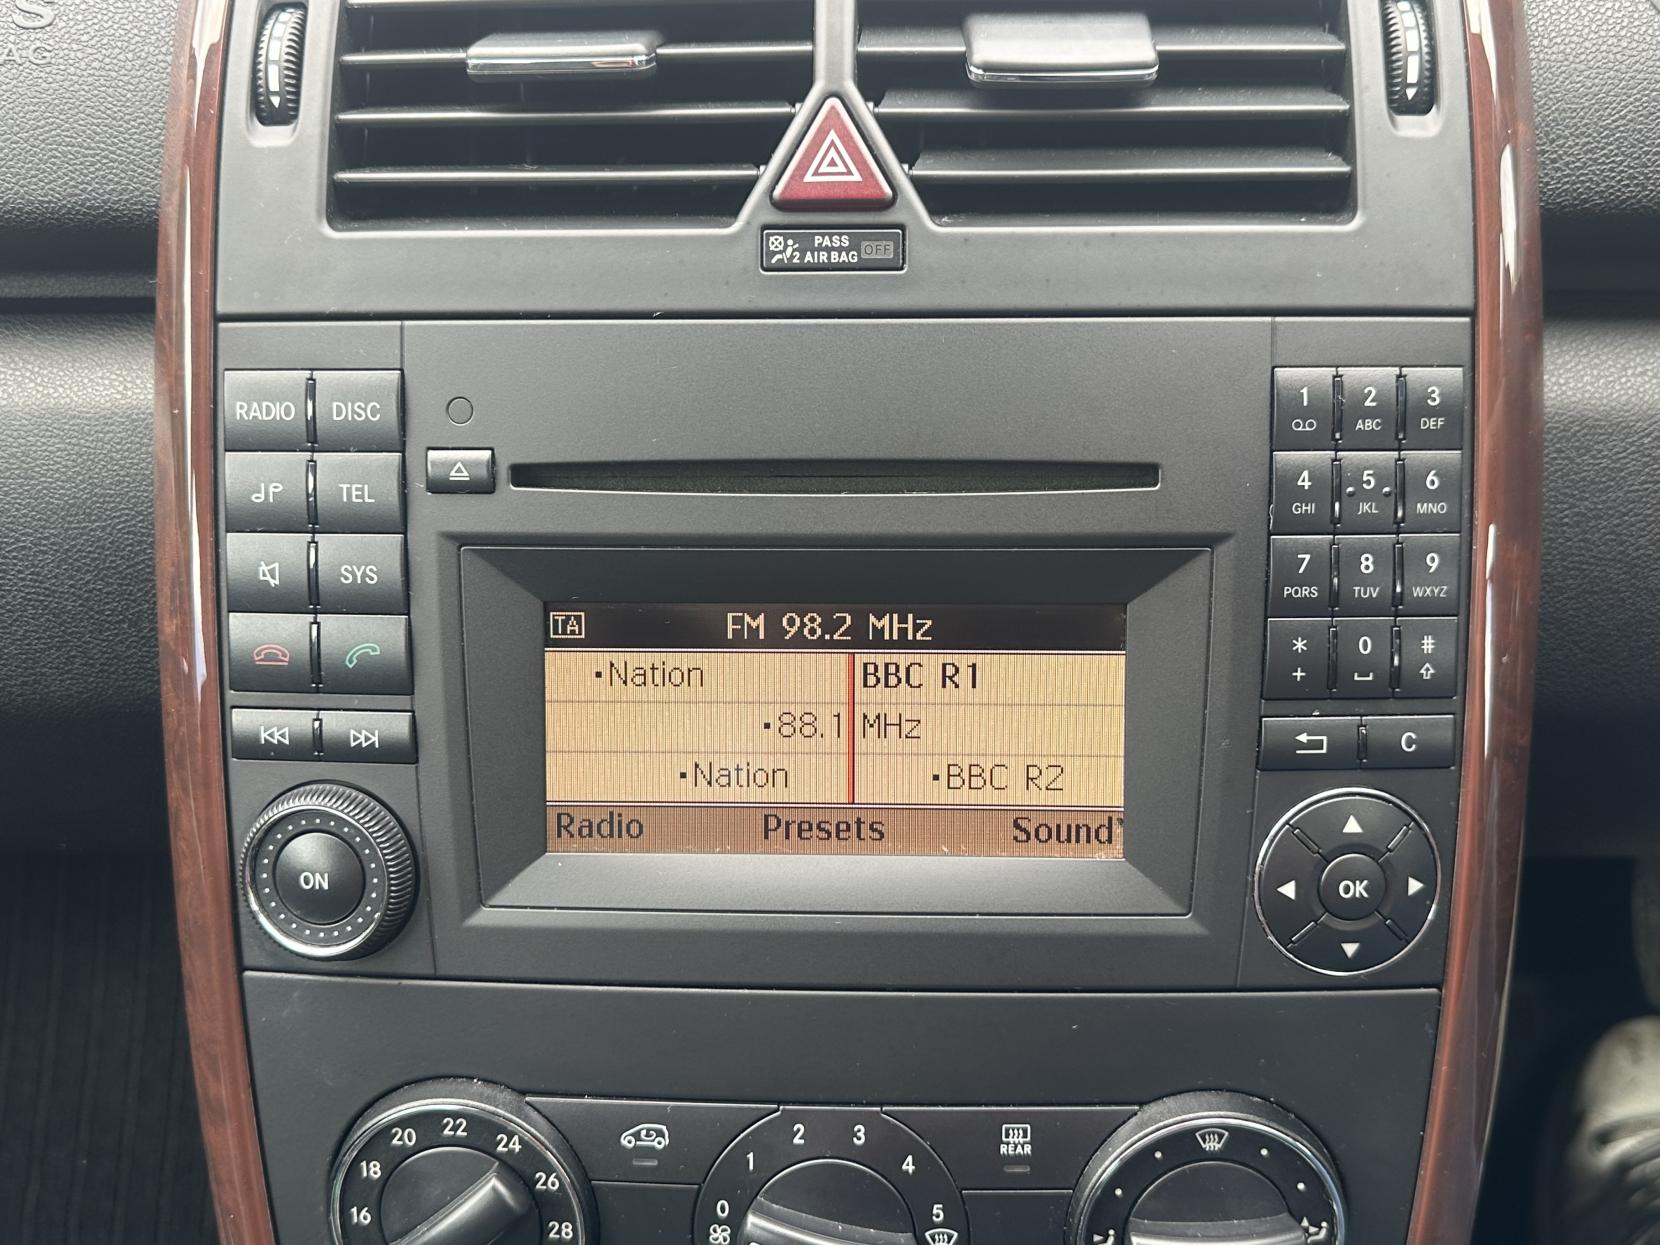 S
AG
PASS
2 AIRBAG OFF
RADIO DISC
TEL
SYS
ON
TA FM 98.2 MHz
Nation BBC R1
88.1 MHz
Nation BBC R2
Radio Presets Sound
1 2 3
ABC DEF
4 5 6
GHI JKL MNO
7 8 9
PQRS TUV WXYZ
* 0 #
+
C
OK
16 18 20 22 24 26 28
0 1 2 3 4 5
REAR